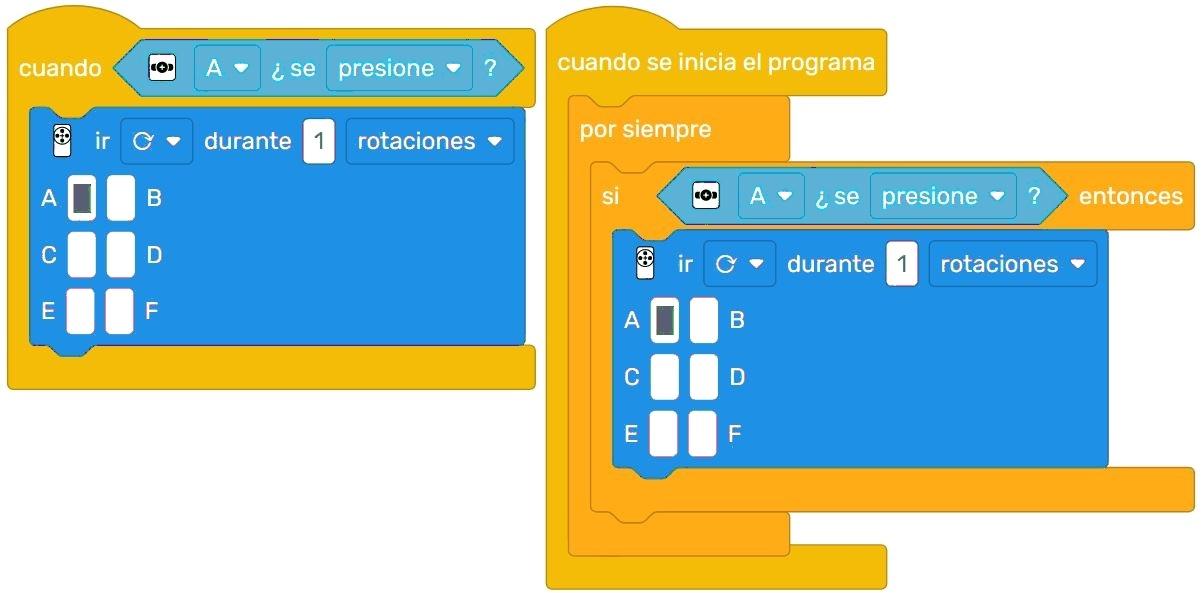 cuando A ¿ se presione ?
ir durante 1 rotaciones
A B
C D
E F
cuando se inicia el programa
por siempre
si A ¿ se presione ? entonces
ir durante 1 rotaciones
A B
C D
E F